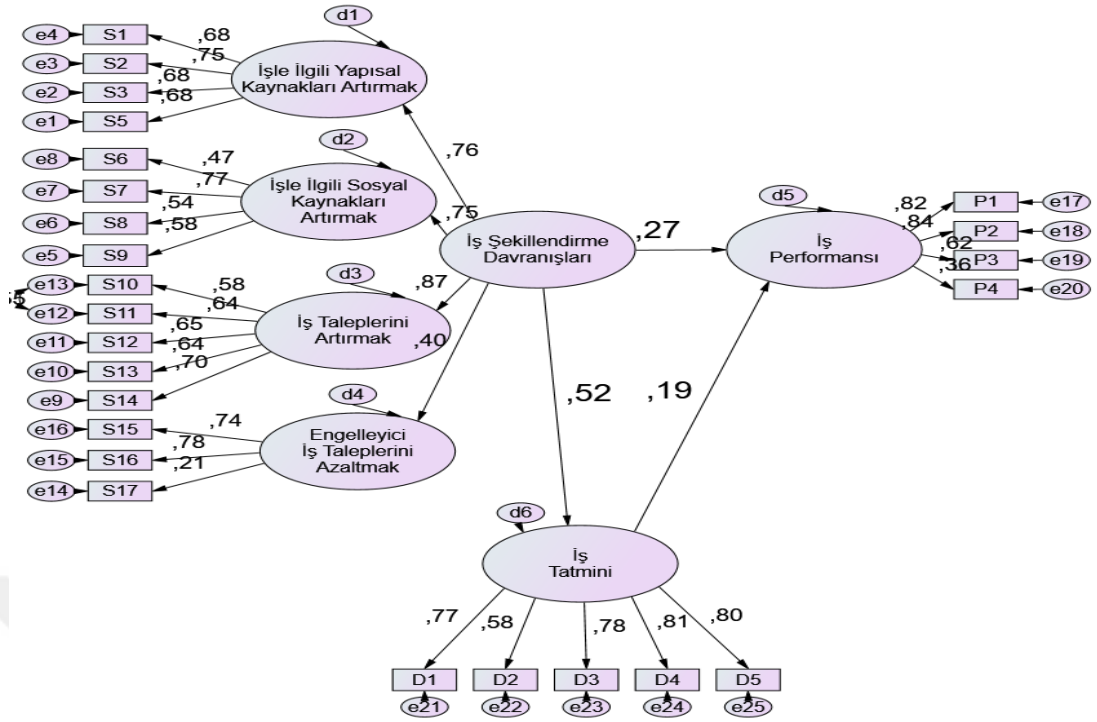 d1
e4 S1 ,68
e3 S2 ,75
e2 S3 ,68
e1 S5 ,68
İşle İlgili Yapısal
Kaynakları Artırmak
d2
e8 S6 ,47
e7 S7 ,77
e6 S8 ,54
e5 S9 ,58
İşle İlgili Sosyal
Kaynakları
Artırmak
,76
,75
,87
,40
d3
e13 S10 ,58
e12 S11 ,64
e11 S12 ,65
e10 S13 ,64
e9 S14 ,70
İş Taleplerini
Artırmak
d4
e16 S15 ,74
e15 S16 ,78
e14 S17 ,21
Engelleyici
İş Taleplerini
Azaltmak
İş Şekillendirme
Davranışları
,27
,52
,19
d5
İş
Performansı
,82 P1 e17
,84 P2 e18
,62 P3 e19
,36 P4 e20
d6
İş
Tatmini
,77 ,58 ,78 ,81 ,80
D1 D2 D3 D4 D5
e21 e22 e23 e24 e25